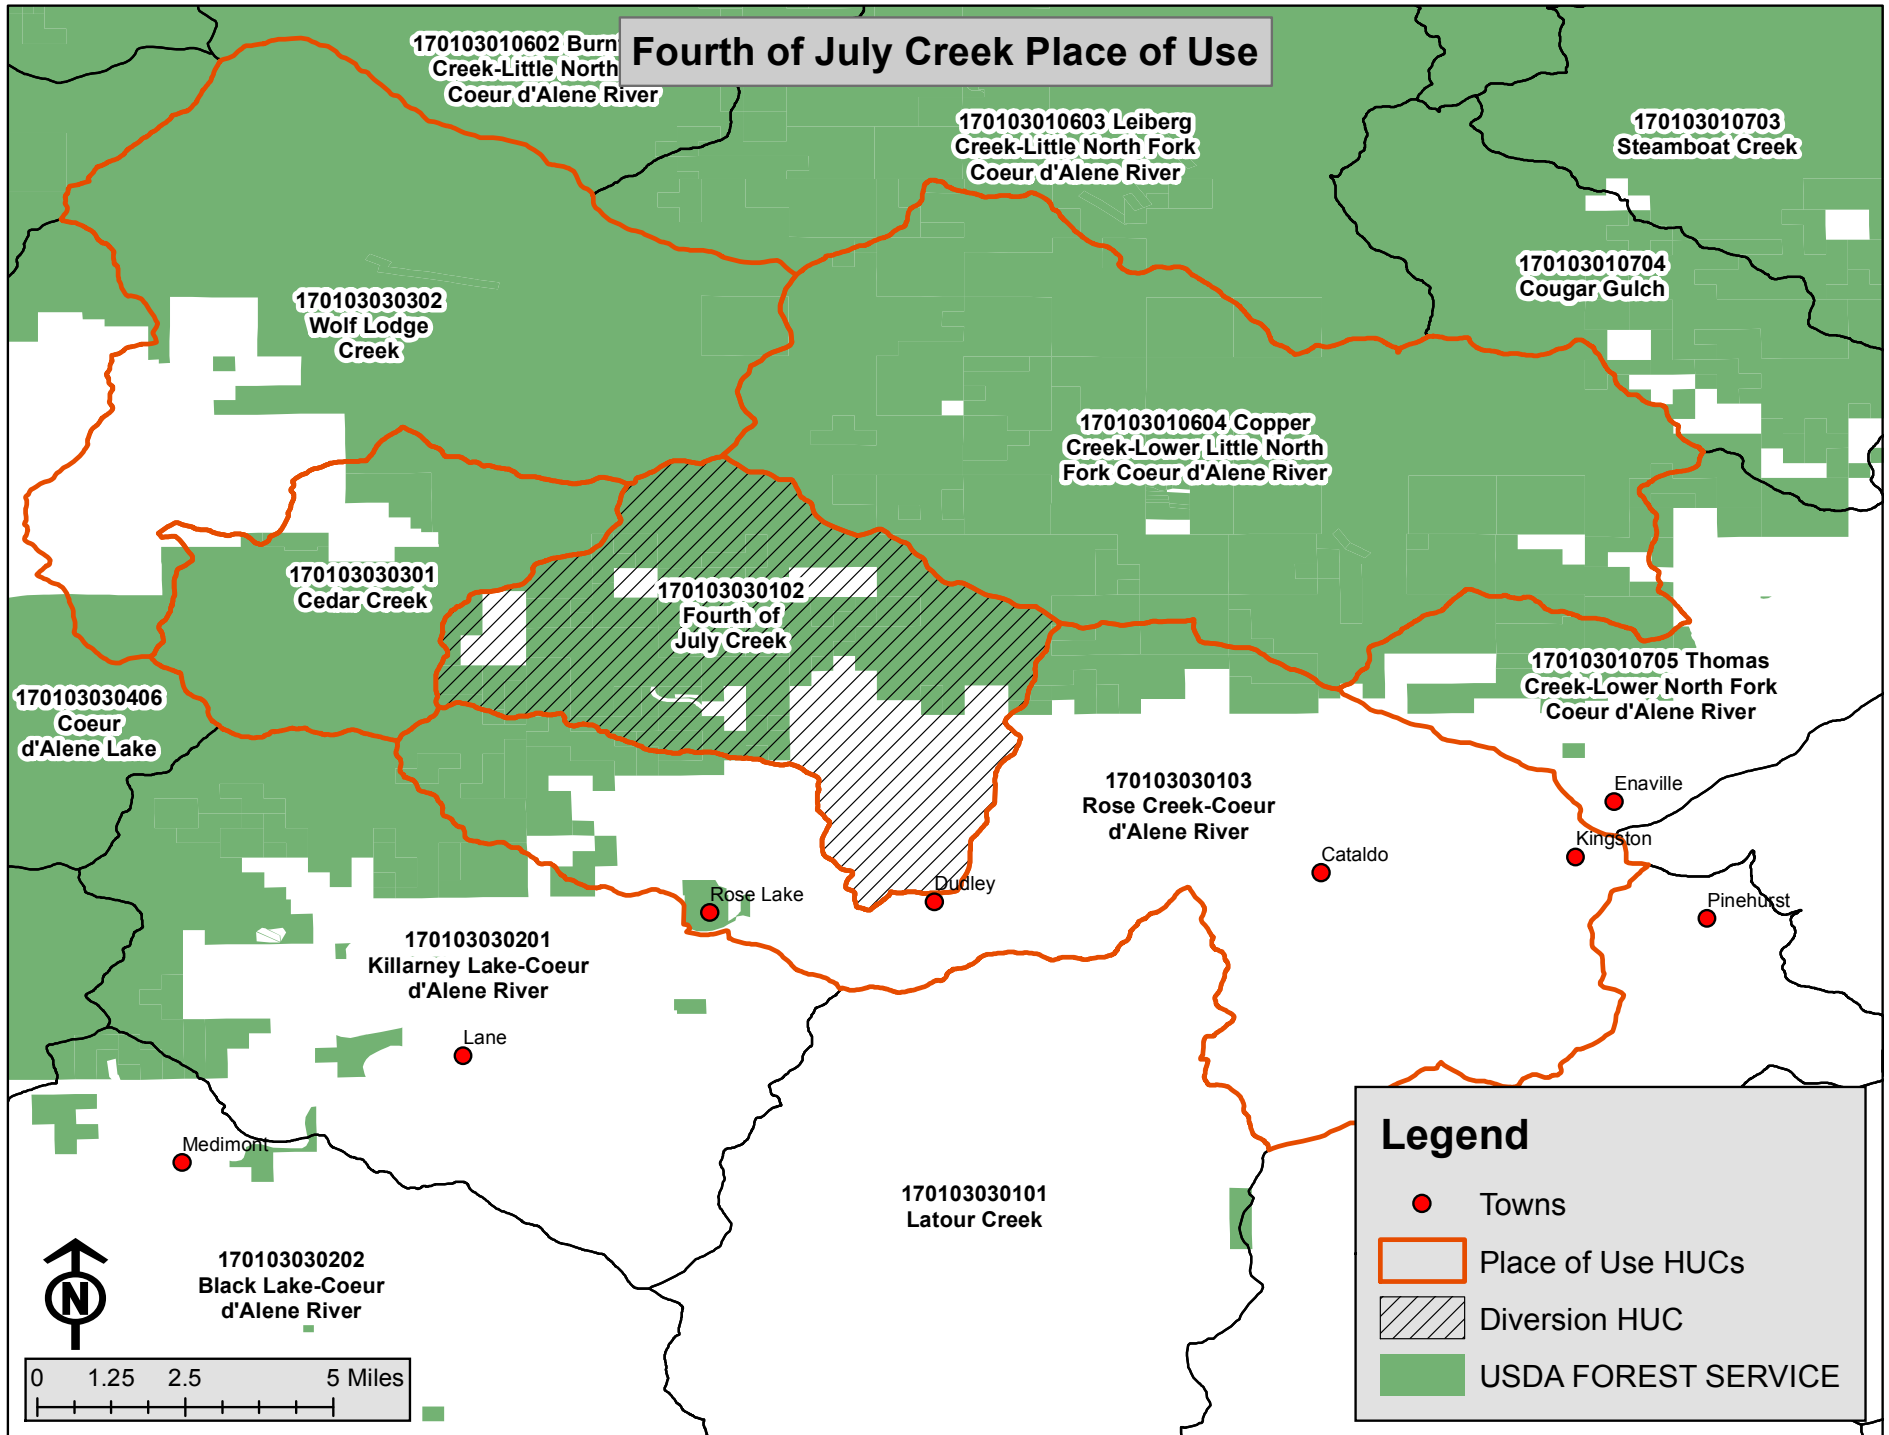 Fourth of July Creek Place of Use
170103010602 Burn
Creek-Little North
Coeur d'Alene River
170103010603 Leiberg
Creek-Little North Fork
Coeur d'Alene River
170103010703
Steamboat Creek
170103010704
Cougar Gulch
170103030302
Wolf Lodge
Creek
170103010604 Copper
Creek-Lower Little North
Fork Coeur d'Alene River
170103030301
Cedar Creek
170103030102
Fourth of
July Creek
170103010705 Thomas
Creek-Lower North Fork
Coeur d'Alene River
170103030406
Coeur
d'Alene Lake
170103030103
Rose Creek-Coeur
d'Alene River
Enaville
Kingston
Cataldo
Dudley
Rose Lake
Pinehurst
170103030201
Killarney Lake-Coeur
d'Alene River
Lane
Medimont
170103030101
Latour Creek
170103030202
Black Lake-Coeur
d'Alene River
N
0 1.25 2.5 5 Miles
Legend
Towns
Place of Use HUCs
Diversion HUC
USDA FOREST SERVICE